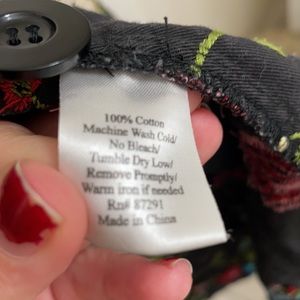 100% Cotton
Machine Wash Cold/
No Bleach/
Tumble Dry Low/
Remove Promptly/
Warm iron if needed
Rn# 87291
Made in China